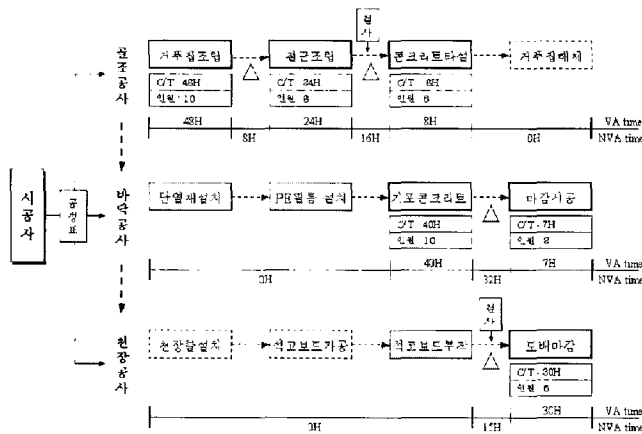 검사
골조공사
거푸집조립
철근조립
콘크리트타설
거푸집해체
C/T 48H
C/T 24H
C/T 8H
인원 10
인원 8
인원 6
48H
24H
8H
VA time
8H
16H
0H
NVA time
시공자
공정표
바닥공사
단열재설치
PE필름 설치
기포콘크리트
마감시공
C/T 40H
C/T 7H
인원 10
인원 8
40H
7H
VA time
0H
32H
NVA time
검사
천장공사
천장틀설치
석고보드가공
석고보드부착
도배마감
C/T 30H
인원 6
30H
VA time
0H
NVA time